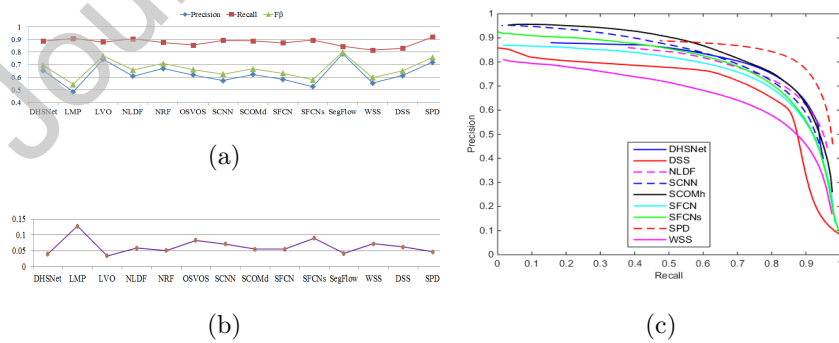 Jour
Precision Recall Fβ
1
0.9
0.8
0.7
0.6
0.5
0.4
DHSNet LMP LVO NLDF NRF OSVOS SCNN SCOMd SFCN SFCNs SegFlow WSS DSS SPD
(a)
0.15
0.1
0.05
0
DHSNet LMP LVO NLDF NRF OSVOS SCNN SCOMd SFCN SFCNs SegFlow WSS DSS SPD
(b)
Precision
1
0.9
0.8
0.7
0.6
0.5
0.4
0.3
0.2
0.1
0
0 0.1 0.2 0.3 0.4 0.5 0.6 0.7 0.8 0.9 1
Recall
DHSNet
DSS
NLDF
SCNN
SCOMh
SFCN
SFCNs
SPD
WSS
(c)